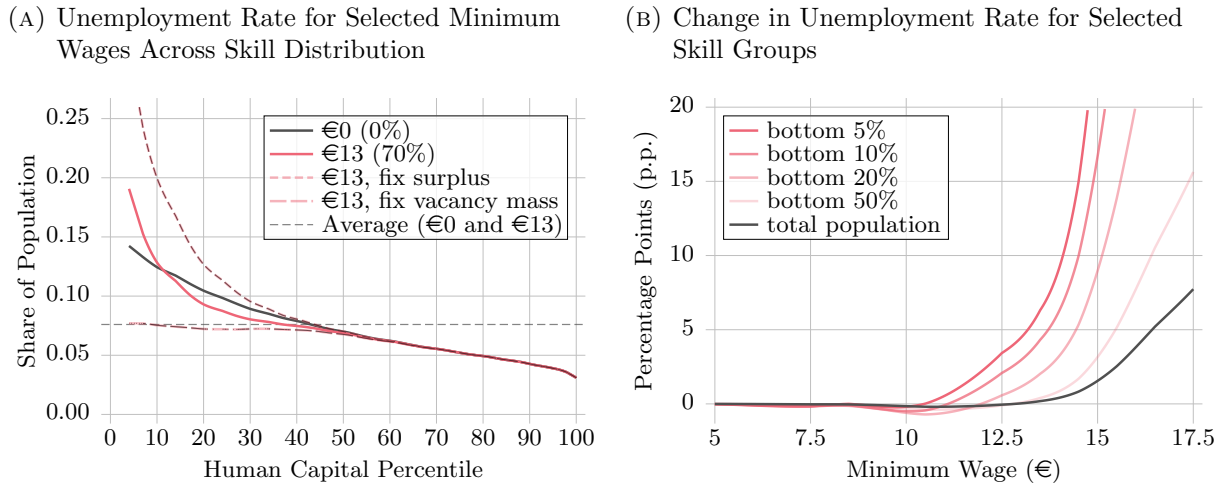 (A) Unemployment Rate for Selected Minimum
Wages Across Skill Distribution
Share of Population
0.25
0.20
0.15
0.10
0.05
0.00
€0 (0%)
€13 (70%)
€13, fix surplus
€13, fix vacancy mass
Average (€0 and €13)
0 10 20 30 40 50 60 70 80 90 100
Human Capital Percentile
(B) Change in Unemployment Rate for Selected
Skill Groups
Percentage Points (p.p.)
20
15
10
5
0
bottom 5%
bottom 10%
bottom 20%
bottom 50%
total population
5 7.5 10 12.5 15 17.5
Minimum Wage (€)